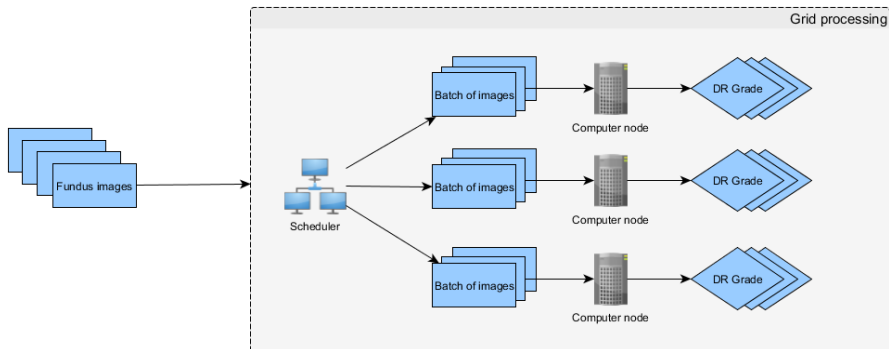 Grid processing
Batch of images
DR Grade
Computer node
Fundus images
Batch of images
DR Grade
Scheduler
Computer node
Batch of images
DR Grade
Computer node